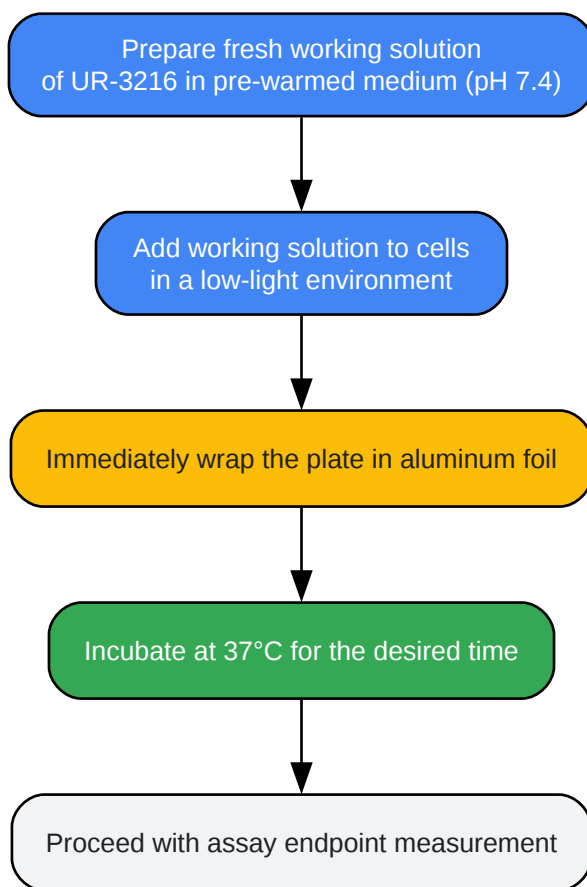 Prepare fresh working solution
of UR-3216 in pre-warmed medium (pH 7.4)
Add working solution to cells
in a low-light environment
Immediately wrap the plate in aluminum foil
Incubate at 37°C for the desired time
Proceed with assay endpoint measurement